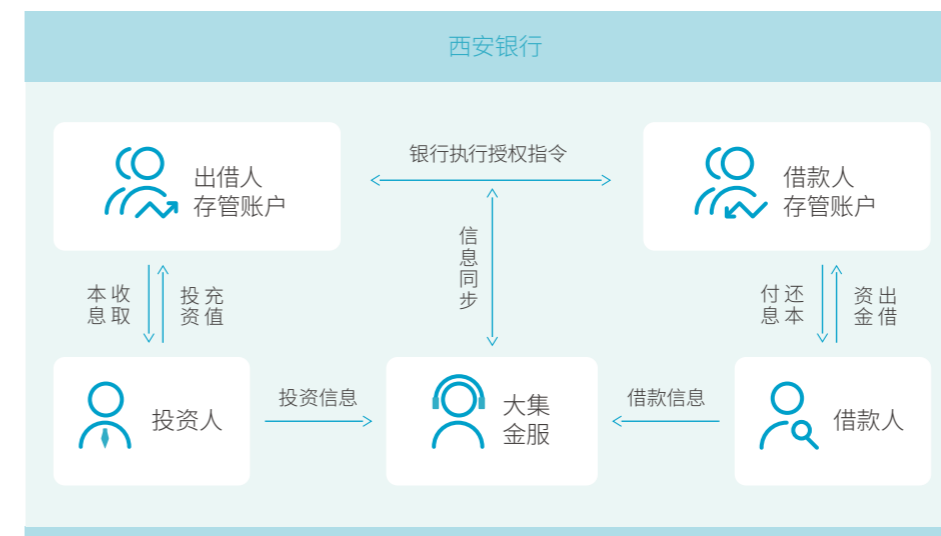 西安银行
出借人
存管账户
银行执行授权指令
借款人
存管账户
收取
本息
充值
投资
信息同步
还本
付息
出借
资金
投资人
投资信息
大集
金服
借款信息
借款人